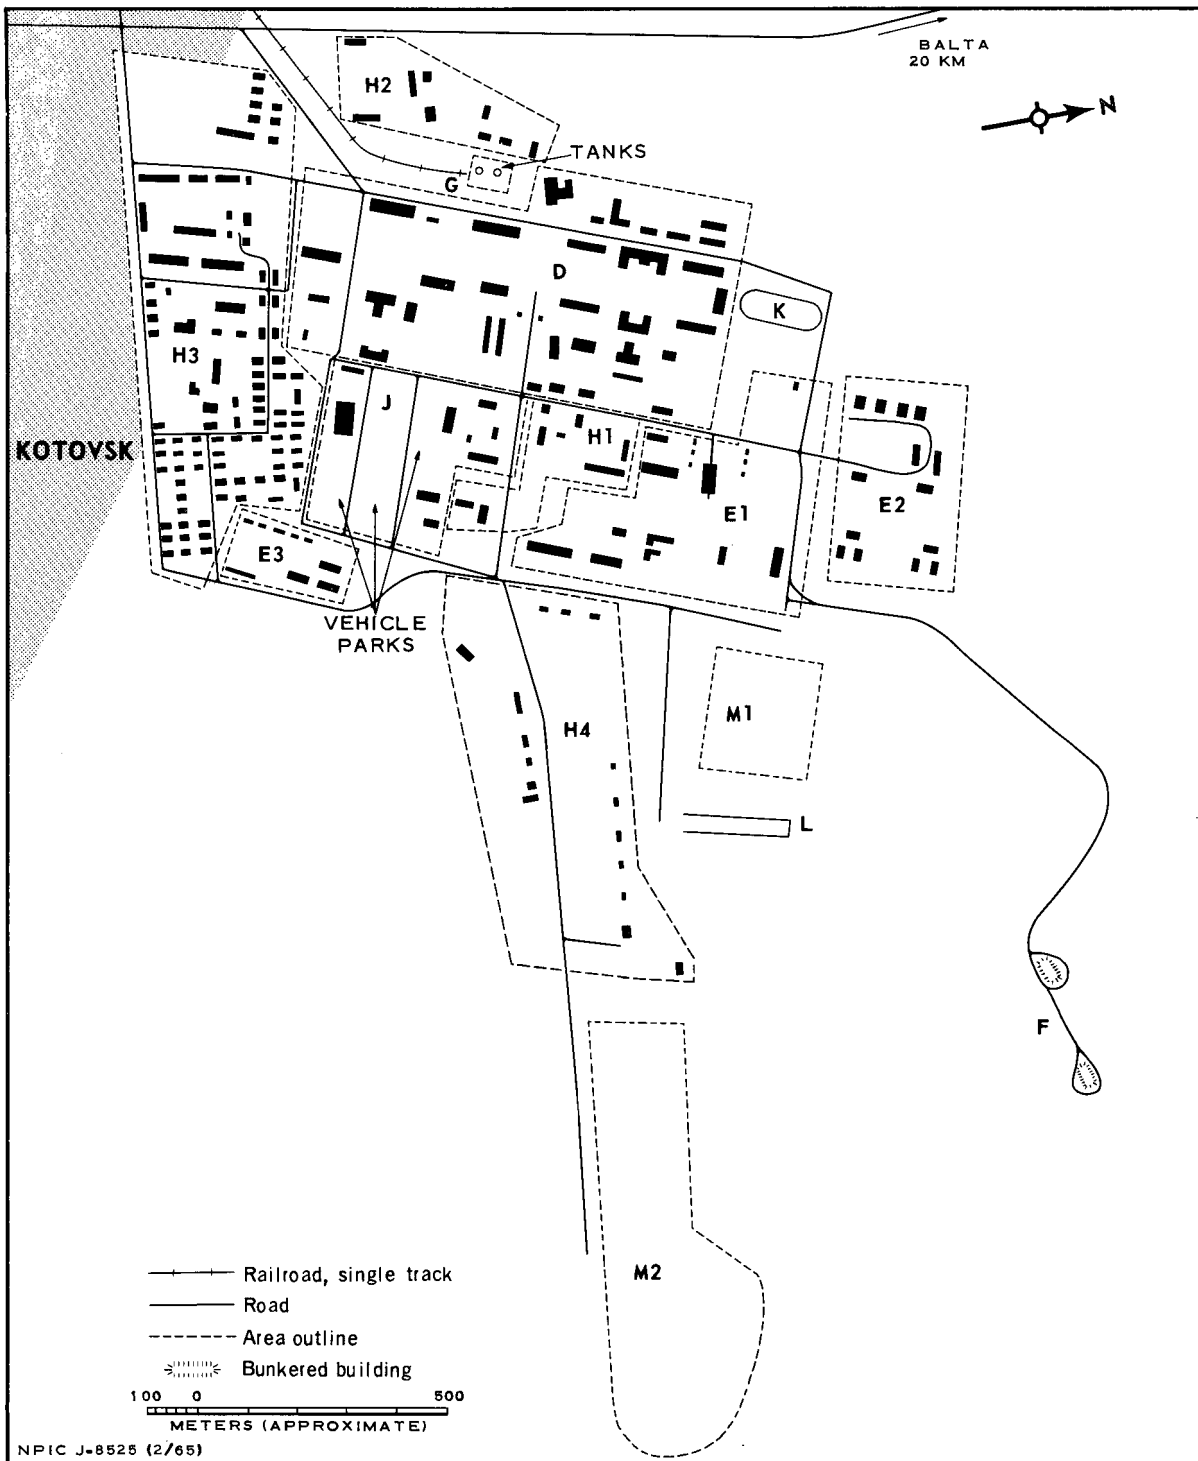 BALTA
20 KM
N
H2
TANKS
G
D
K
H3
J
H1
KOTOVSK
E1
E2
E3
VEHICLE
PARKS
H4
M1
L
F
M2
Railroad, single track
Road
Area outline
Bunkered building
100 0 500
METERS (APPROXIMATE)
NPIC J-8525 (2/65)